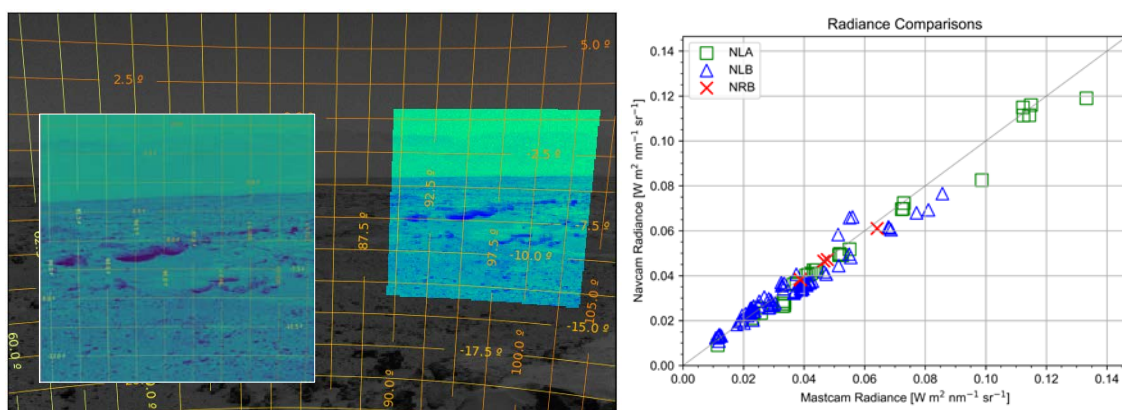 5.0 º
2.5 º
-2.5 º
92.5 º
-7.5 º
87.5 º
97.5 º
-10.0 º
105.0 º
-15.0 º
-17.5 º
100.0 º
90.0 º
60.0 º
Radiance Comparisons
NLA
NLB
NRB
Navcam Radiance [W m² nm⁻¹ sr⁻¹]
0.14
0.12
0.10
0.08
0.06
0.04
0.02
0.00
0.00 0.02 0.04 0.06 0.08 0.10 0.12 0.14
Mastcam Radiance [W m² nm⁻¹ sr⁻¹]